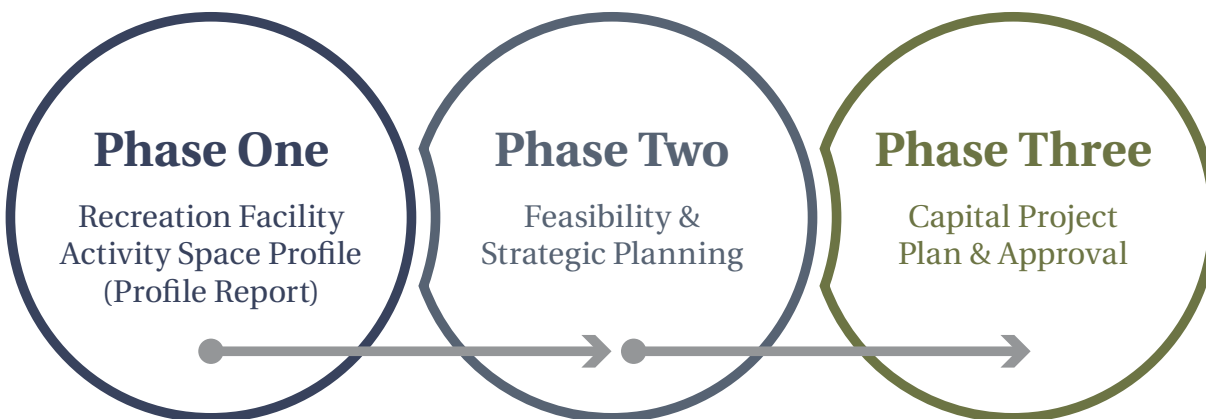 Phase One
Recreation Facility
Activity Space Profile
(Profile Report)
Phase Two
Feasibility &
Strategic Planning
Phase Three
Capital Project
Plan & Approval